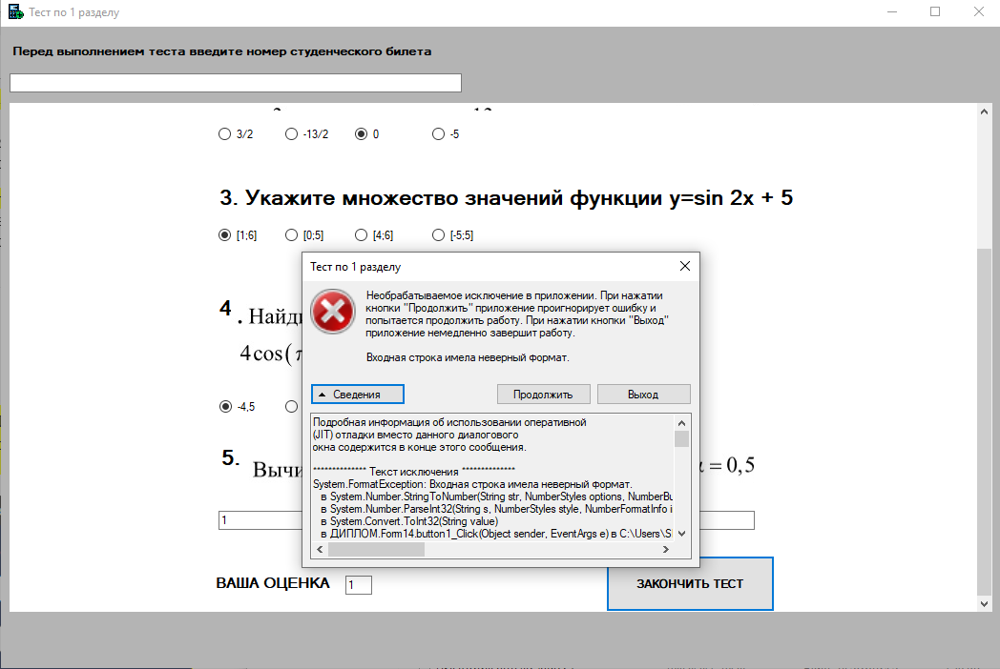 Тест по 1 разделу
Перед выполнением теста введите номер студенческого билета
3/2 -13/2 0 -5
3. Укажите множество значений функции y=sin 2x + 5
[1;6] [0;5] [4;6] [-5;5]
Тест по 1 разделу
Необрабатываемое исключение в приложении. При нажатии
кнопки "Продолжить" приложение проигнорирует ошибку и
попытается продолжить работу. При нажатии кнопки "Выход"
приложение немедленно завершит работу.
Входная строка имела неверный формат.
4. Найд
4cos(π
-4,5
Сведения Продолжить Выход
Подробная информация об использовании оперативной
(JIT) отладки вместо данного диалогового
окна содержится в конце этого сообщения.
************** Текст исключения **************
System.FormatException: Входная строка имела неверный формат.
в System.Number.StringToNumber(String str, NumberStyles options, NumberBu
в System.Number.ParseInt32(String s, NumberStyles style, NumberFormatInfo i
в System.Convert.ToInt32(String value)
в ДИПЛОМ.Form14.button1_Click(Object sender, EventArgs e) в C:\Users\S
5. Вычи = 0,5
1
ВАША ОЦЕНКА 1
ЗАКОНЧИТЬ ТЕСТ